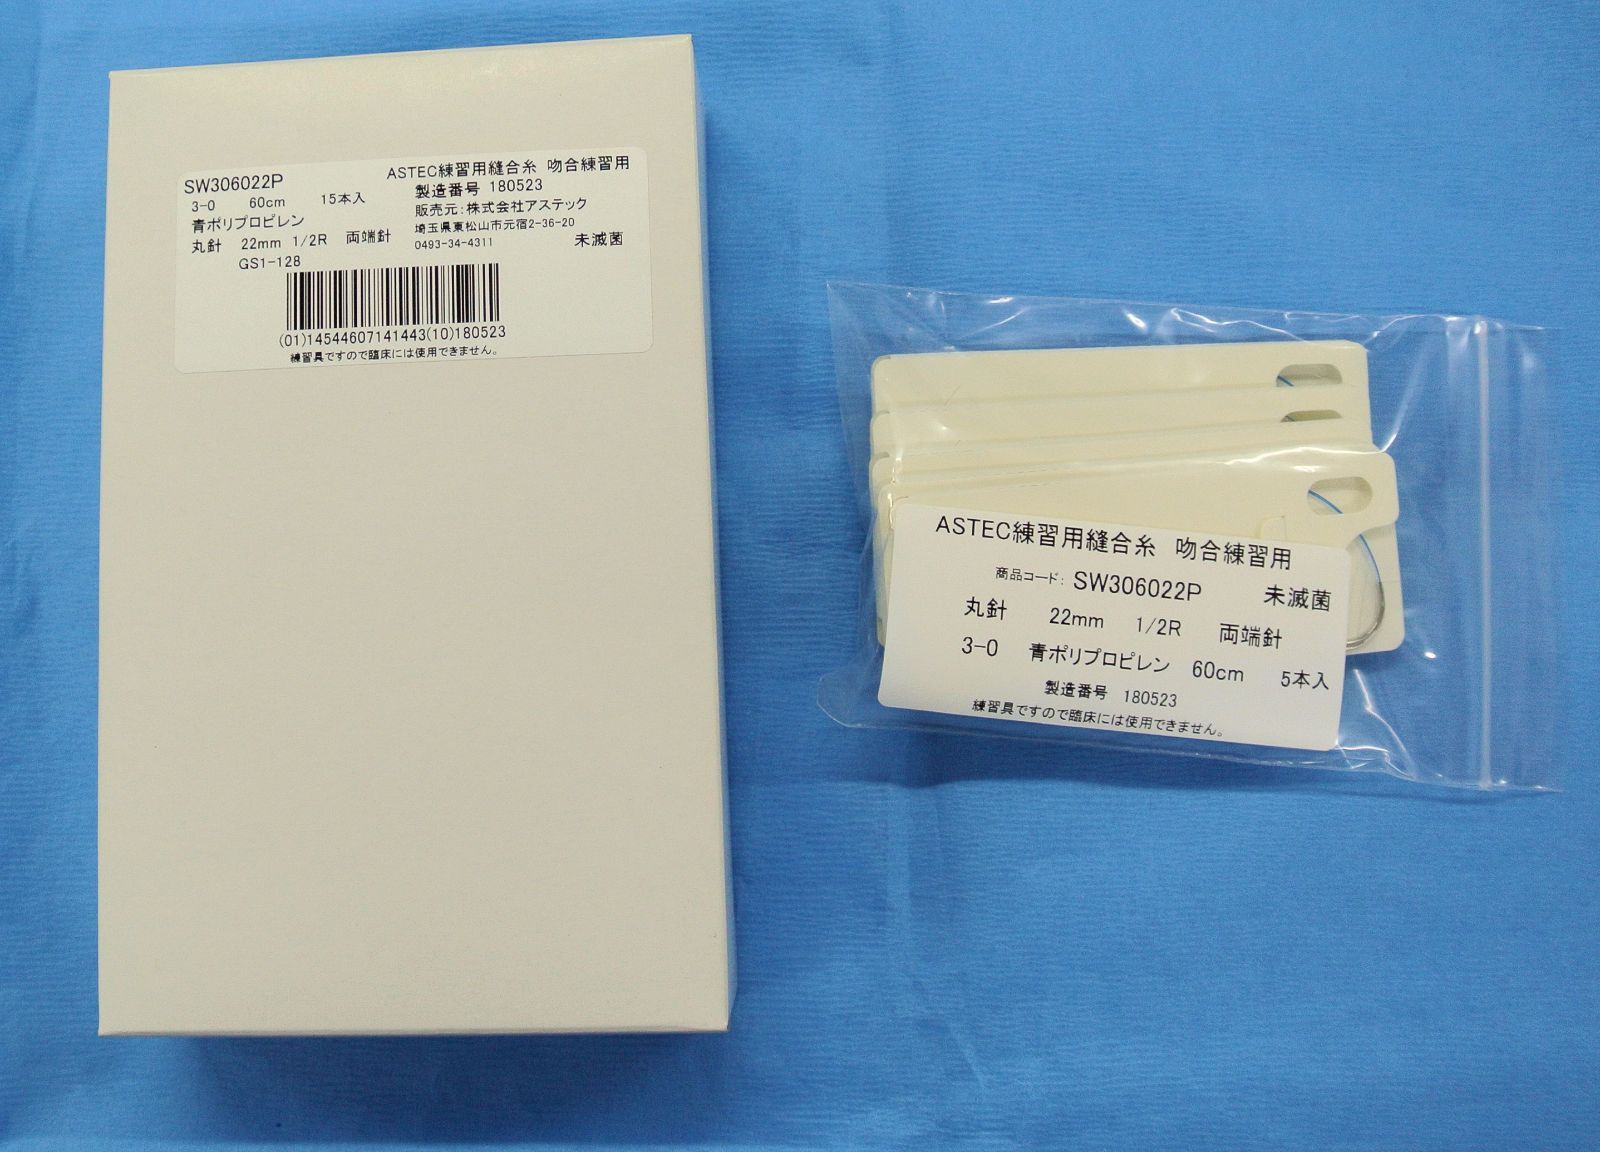 SW306022P
3-0 60cm 15本入
青ポリプロピレン
丸針 22mm 1/2R 両端針
GS1-128
ASTEC練習用縫合糸 吻合練習用
製造番号 180523
販売元：株式会社アステック
埼玉県東松山市元宿2-36-20
0493-34-4311 未滅菌
(01)14544607141443(10)180523
練習具ですので臨床には使用できません。
ASTEC練習用縫合糸 吻合練習用
商品コード： SW306022P 未滅菌
丸針 22mm 1/2R 両端針
3-0 青ポリプロピレン 60cm 5本入
製造番号 180523
練習具ですので臨床には使用できません。